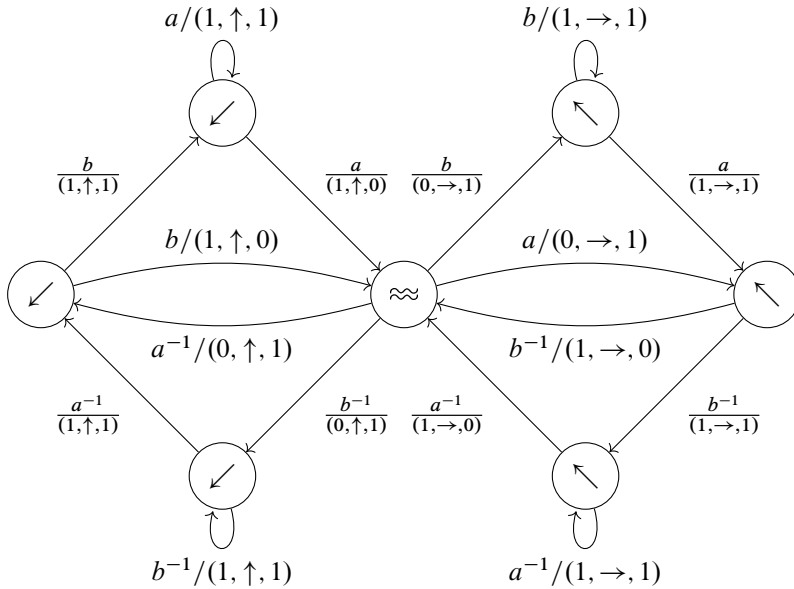 a/(1, ↑, 1) b/(1, →, 1)
↙ ↖
b/(1,↑,1) a/(1,↑,0) b/(0,→,1) a/(1,→,1)
b/(1, ↑, 0) a/(0, →, 1)
↙ ≈≈ ↖
a⁻¹/(0, ↑, 1) b⁻¹/(1, →, 0)
a⁻¹/(1,↑,1) b⁻¹/(0,↑,1) a⁻¹/(1,→,0) b⁻¹/(1,→,1)
↙ ↖
b⁻¹/(1, ↑, 1) a⁻¹/(1, →, 1)